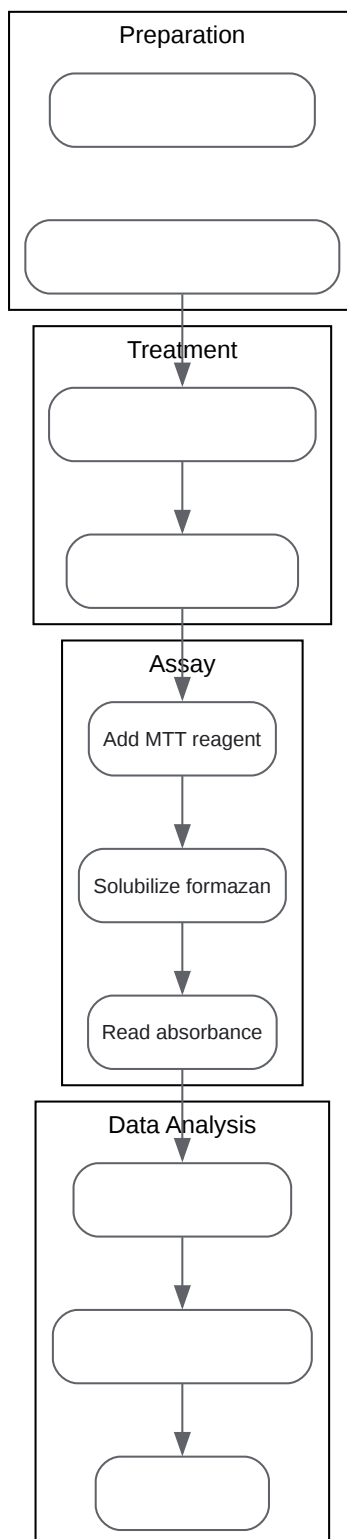 Preparation
Treatment
Assay
Add MTT reagent
Solubilize formazan
Read absorbance
Data Analysis